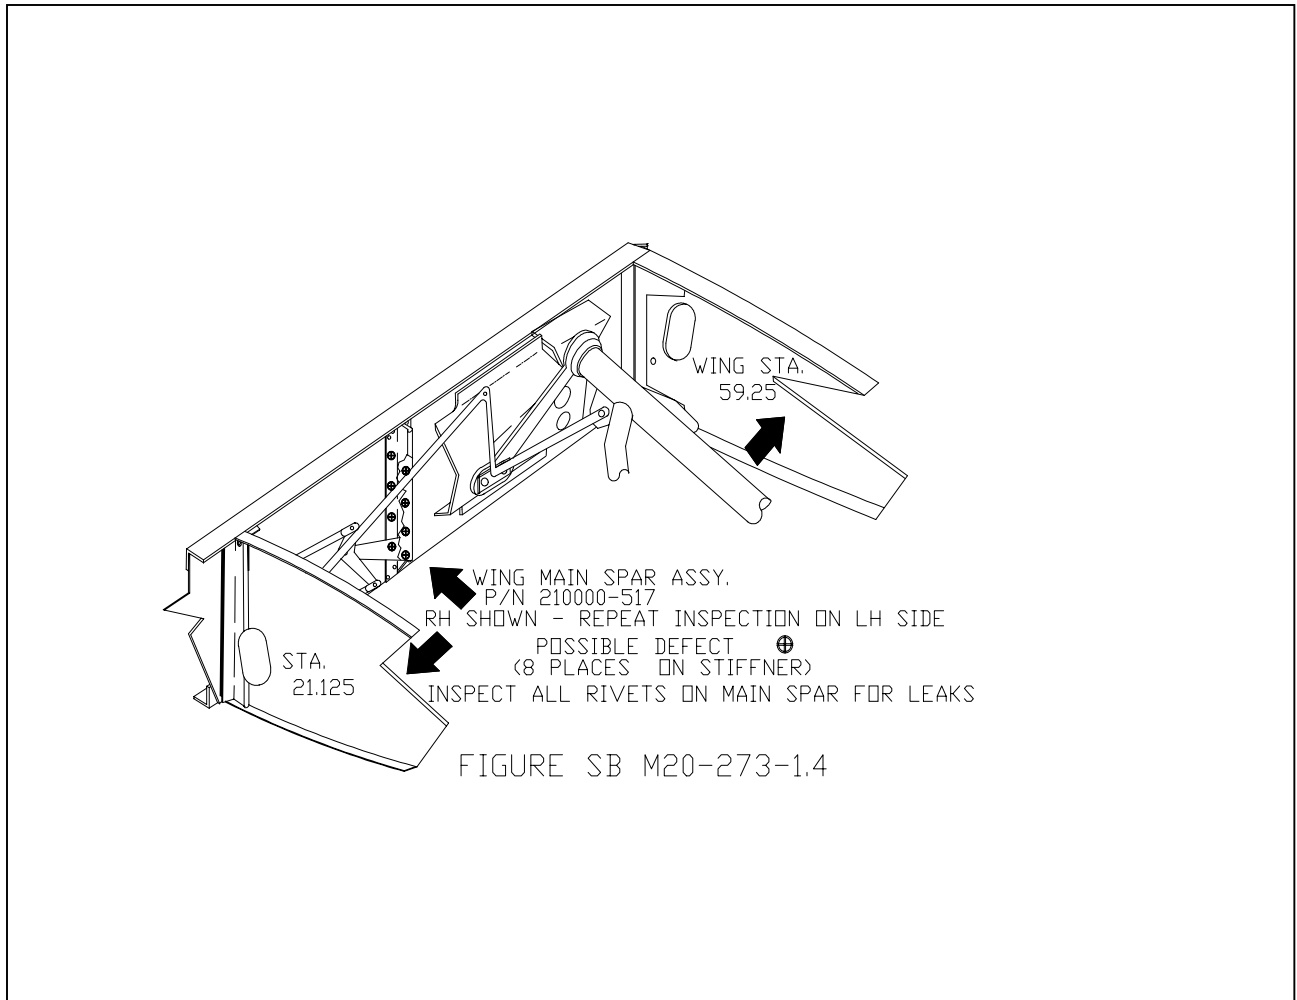 WING STA.
59.25
WING MAIN SPAR ASSY.
P/N 210000-517
RH SHOWN - REPEAT INSPECTION ON LH SIDE
POSSIBLE DEFECT
(8 PLACES ON STIFFNER)
STA.
21.125
INSPECT ALL RIVETS ON MAIN SPAR FOR LEAKS
FIGURE SB M20-273-1.4